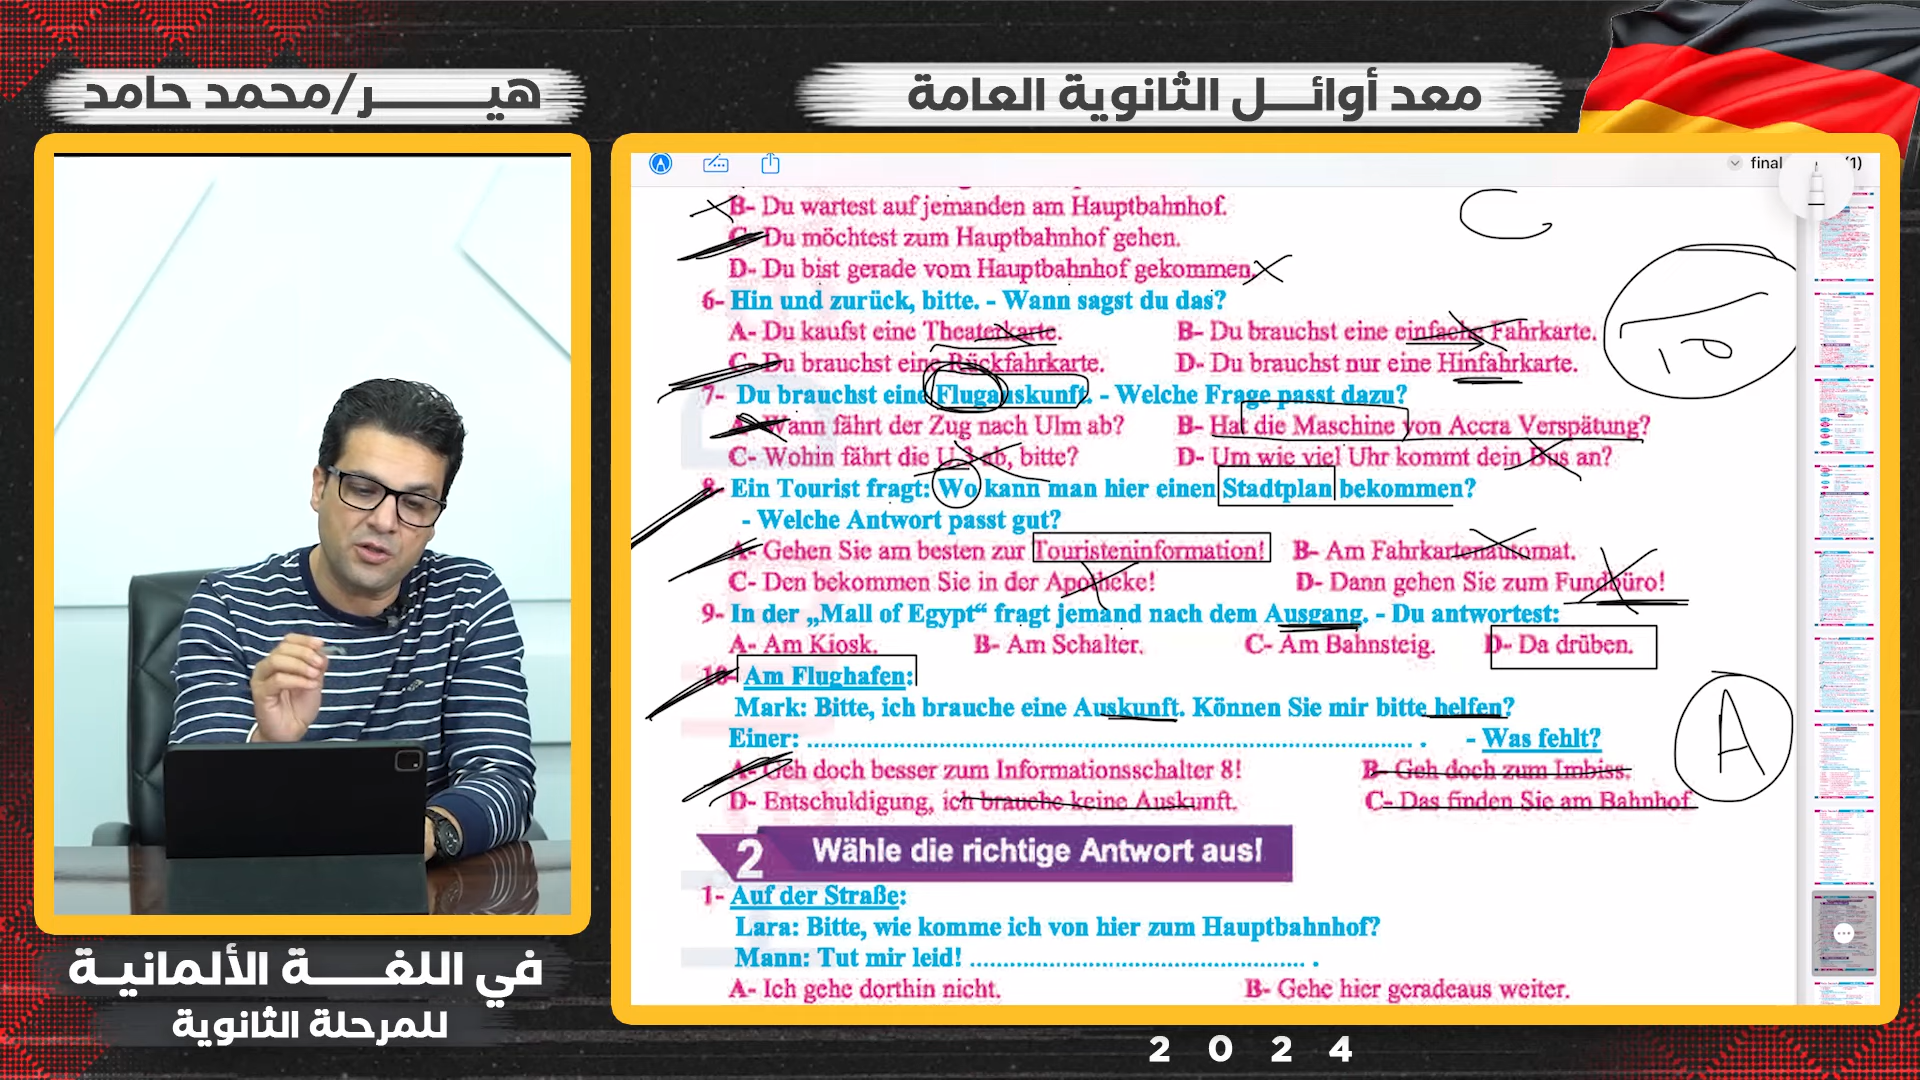 هيـــــر/محمد حامد
معد أوائـــل الثانوية العامة
final (1)
B- Du wartest auf jemanden am Hauptbahnhof.
C- Du möchtest zum Hauptbahnhof gehen.
D- Du bist gerade vom Hauptbahnhof gekommen.
C
6- Hin und zurück, bitte. - Wann sagst du das?
A- Du kaufst eine Theaterkarte. B- Du brauchst eine einfache Fahrkarte.
C- Du brauchst eine Rückfahrkarte. D- Du brauchst nur eine Hinfahrkarte.
7- Du brauchst eine Flugauskunft. - Welche Frage passt dazu?
A- Wann fährt der Zug nach Ulm ab? B- Hat die Maschine von Accra Verspätung?
C- Wohin fährt die U 3 ab, bitte? D- Um wie viel Uhr kommt dein Bus an?
8- Ein Tourist fragt: Wo kann man hier einen Stadtplan bekommen?
- Welche Antwort passt gut?
A- Gehen Sie am besten zur Touristeninformation! B- Am Fahrkartenautomat.
C- Den bekommen Sie in der Apotheke! D- Dann gehen Sie zum Fundbüro!
9- In der „Mall of Egypt“ fragt jemand nach dem Ausgang. - Du antwortest:
A- Am Kiosk. B- Am Schalter. C- Am Bahnsteig. D- Da drüben.
10- Am Flughafen:
Mark: Bitte, ich brauche eine Auskunft. Können Sie mir bitte helfen?
Einer: ........................................................................ . - Was fehlt?
A- Geh doch besser zum Informationsschalter 8! B- Geh doch zum Imbiss.
D- Entschuldigung, ich brauche keine Auskunft. C- Das finden Sie am Bahnhof.
A
2 Wähle die richtige Antwort aus!
1- Auf der Straße:
Lara: Bitte, wie komme ich von hier zum Hauptbahnhof?
Mann: Tut mir leid! ........................................ .
A- Ich gehe dorthin nicht. B- Gehe hier geradeaus weiter.
في اللغـــــة الألمانيـة
للمرحلة الثانوية
2024